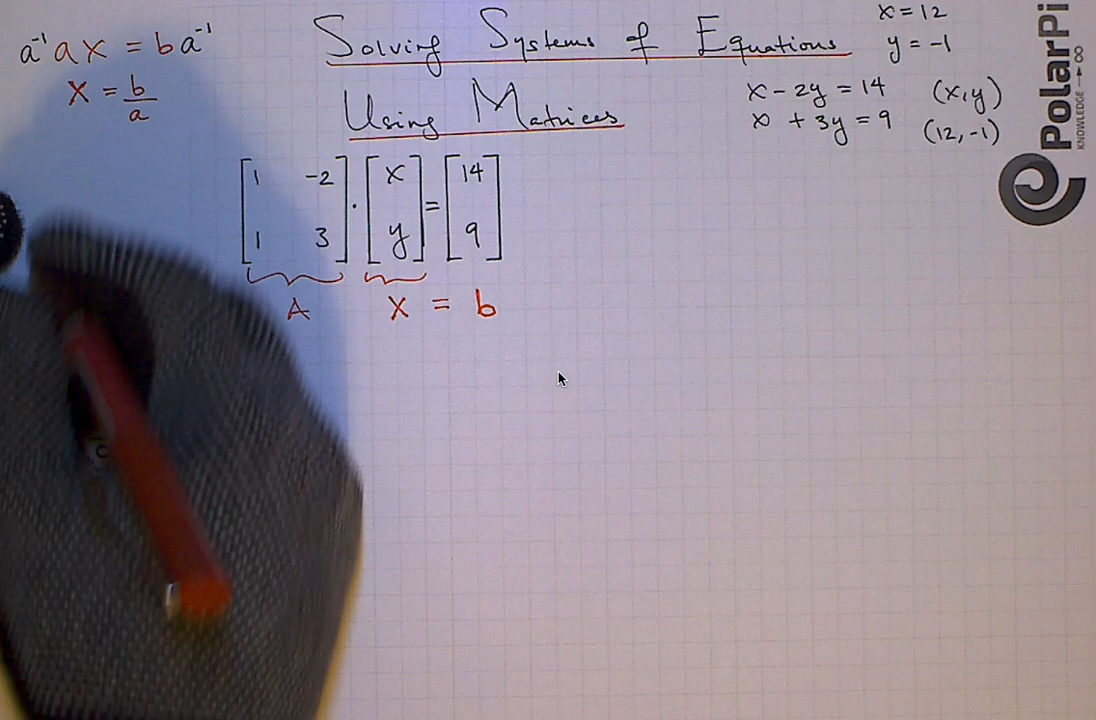 a⁻¹ax = ba⁻¹
x = b/a
Solving Systems of Equations
Using Matrices
x = 12
y = -1
x - 2y = 14 (x,y)
x + 3y = 9 (12,-1)
[1 -2] · [x] = [14]
[1 3] [y] [9]
A x = b
PolarPi
KNOWLEDGE → ∞